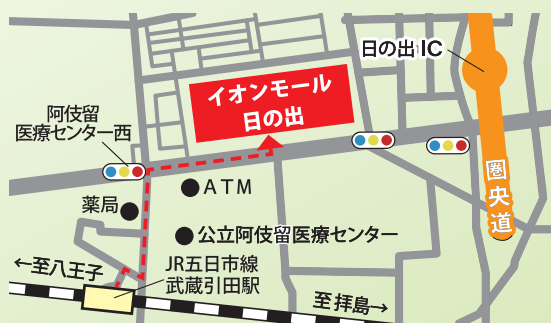 日の出IC
イオンモール
日の出
阿伎留
医療センター西
圏央道
ATM
薬局
公立阿伎留医療センター
←至八王子
JR五日市線
武蔵引田駅
至拝島→